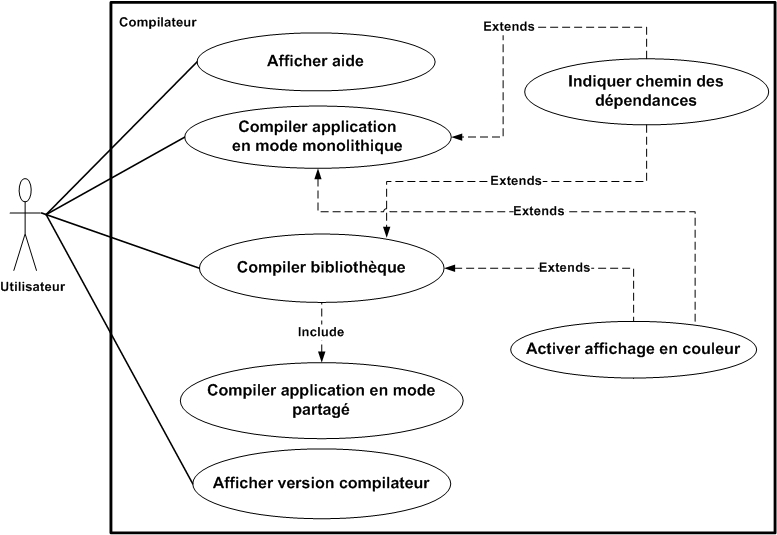 Compilateur
Extends
Afficher aide
Indiquer chemin des
dépendances
Compiler application
en mode monolithique
Extends
Extends
Utilisateur
Compiler bibliothèque
Extends
Include
Activer affichage en couleur
Compiler application en mode
partagé
Afficher version compilateur